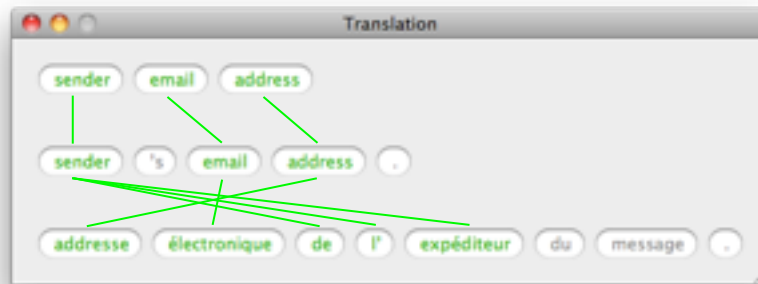 Translation
sender email address
sender 's email address .
addresse électronique de l' expéditeur du message .